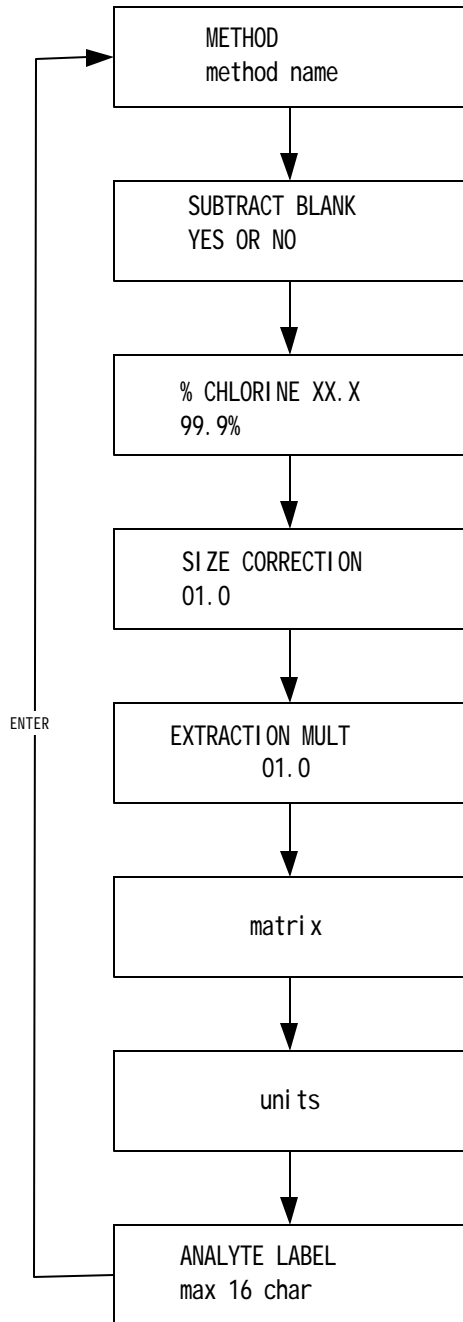 METHOD
method name
SUBTRACT BLANK
YES OR NO
% CHLORINE XX.X
99.9%
SIZE CORRECTION
01.0
EXTRACTION MULT
01.0
ENTER
matrix
units
ANALYTE LABEL
max 16 char